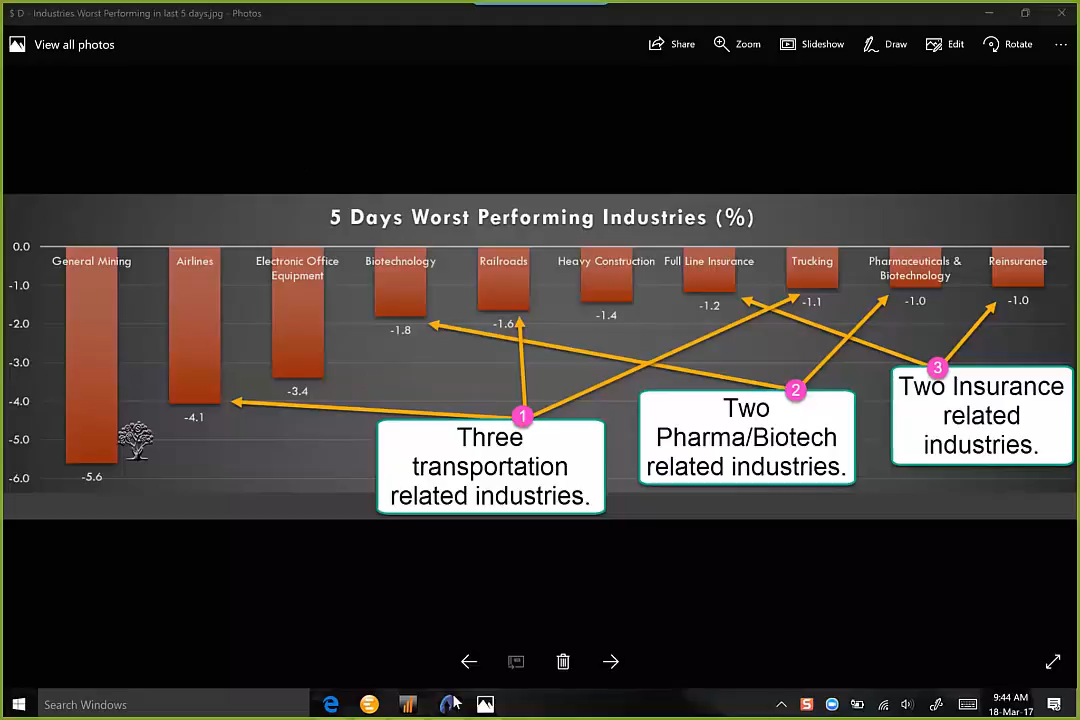 $ D - Industries Worst Performing in last 5 days.jpg - Photos
View all photos
Share
Zoom
Slideshow
Draw
Edit
Rotate
5 Days Worst Performing Industries (%)
0.0
-1.0
-2.0
-3.0
-4.0
-5.0
-6.0
General Mining
Airlines
Electronic Office
Equipment
Biotechnology
Railroads
Heavy Construction
Full Line Insurance
Trucking
Pharmaceuticals &
Biotechnology
Reinsurance
-5.6
-4.1
-3.4
-1.8
-1.6
-1.4
-1.2
-1.1
-1.0
-1.0
1
Three
transportation
related industries.
2
Two
Pharma/Biotech
related industries.
3
Two Insurance
related
industries.
Search Windows
9:44 AM
18-Mar-17